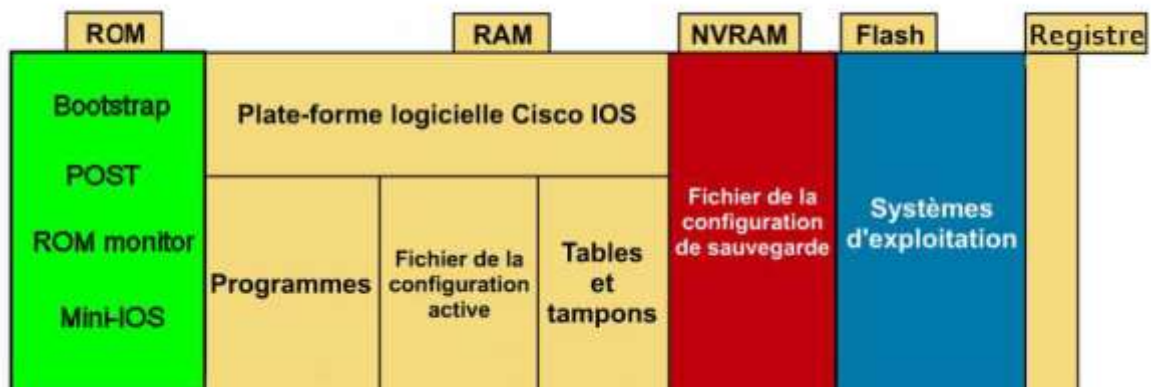 ROM
RAM
NVRAM
Flash
Registre
Bootstrap
POST
ROM monitor
Mini-IOS
Plate-forme logicielle Cisco IOS
Programmes
Fichier de la
configuration
active
Tables
et
tampons
Fichier de la
configuration
de sauvegarde
Systèmes
d'exploitation